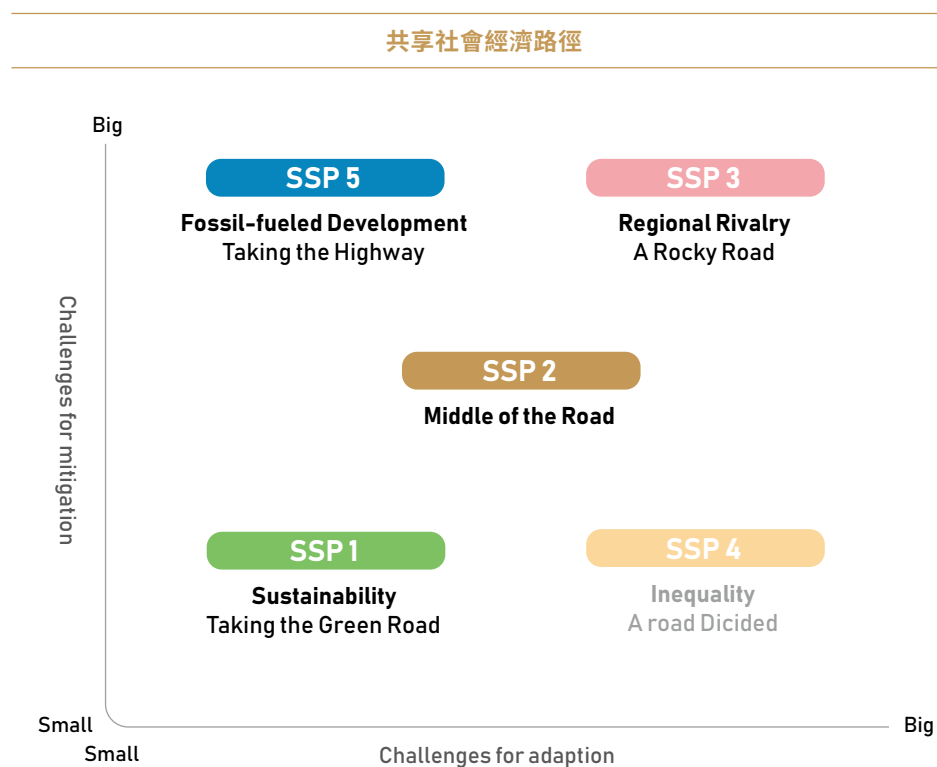 共享社會經濟路徑
Big
SSP 5
Fossil-fueled Development
Taking the Highway
SSP 3
Regional Rivalry
A Rocky Road
Challenges for mitigation
SSP 2
Middle of the Road
SSP 1
Sustainability
Taking the Green Road
SSP 4
Inequality
A road Dicided
Small
Small
Challenges for adaption
Big